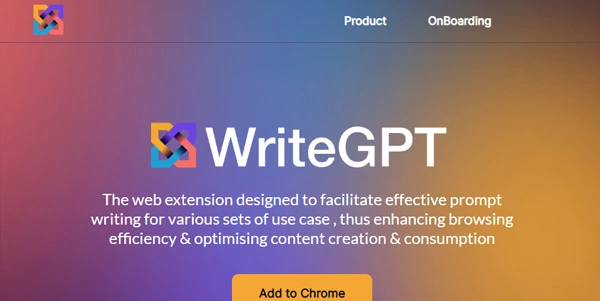 Product OnBoarding
WriteGPT
The web extension designed to facilitate effective prompt
writing for various sets of use case , thus enhancing browsing
efficiency & optimising content creation & consumption
Add to Chrome